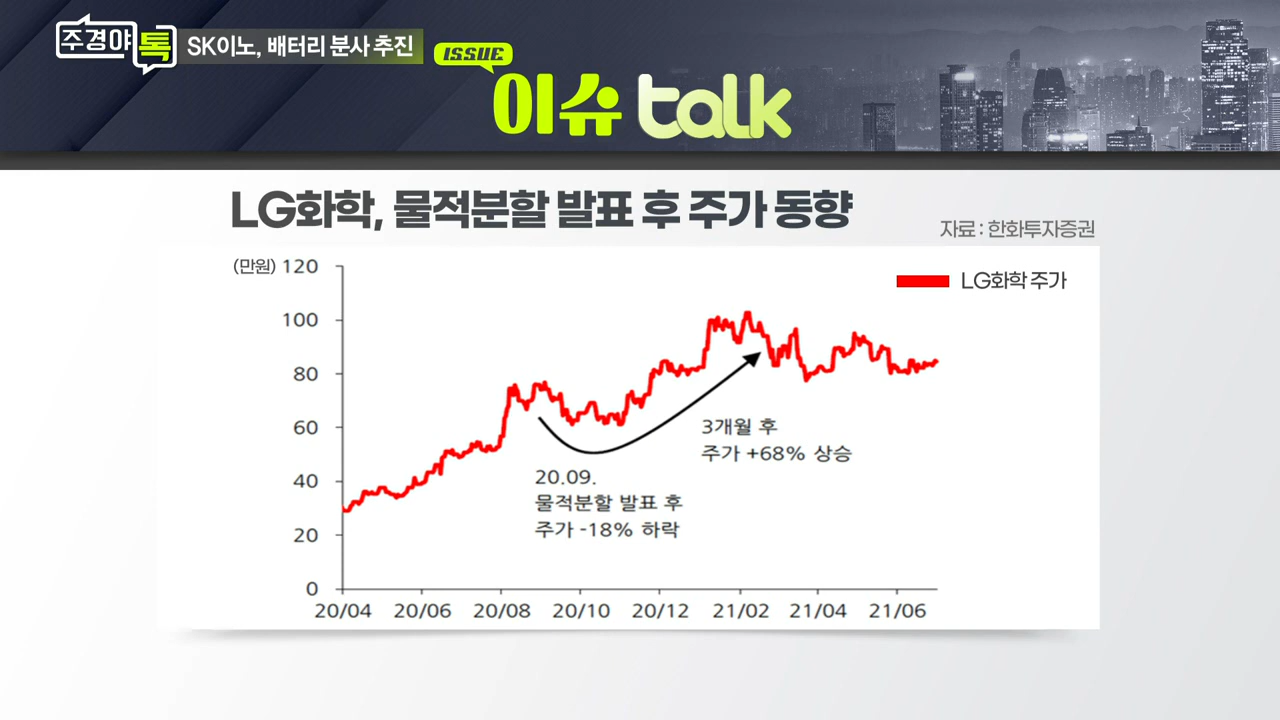 주경야톡
SK이노, 배터리 분사 추진
ISSUE
이슈 talk
LG화학, 물적분할 발표 후 주가 동향
자료 : 한화투자증권
(만원)
120
100
80
60
40
20
0
LG화학 주가
3개월 후
주가 +68% 상승
20.09.
물적분할 발표 후
주가 -18% 하락
20/04 20/06 20/08 20/10 20/12 21/02 21/04 21/06